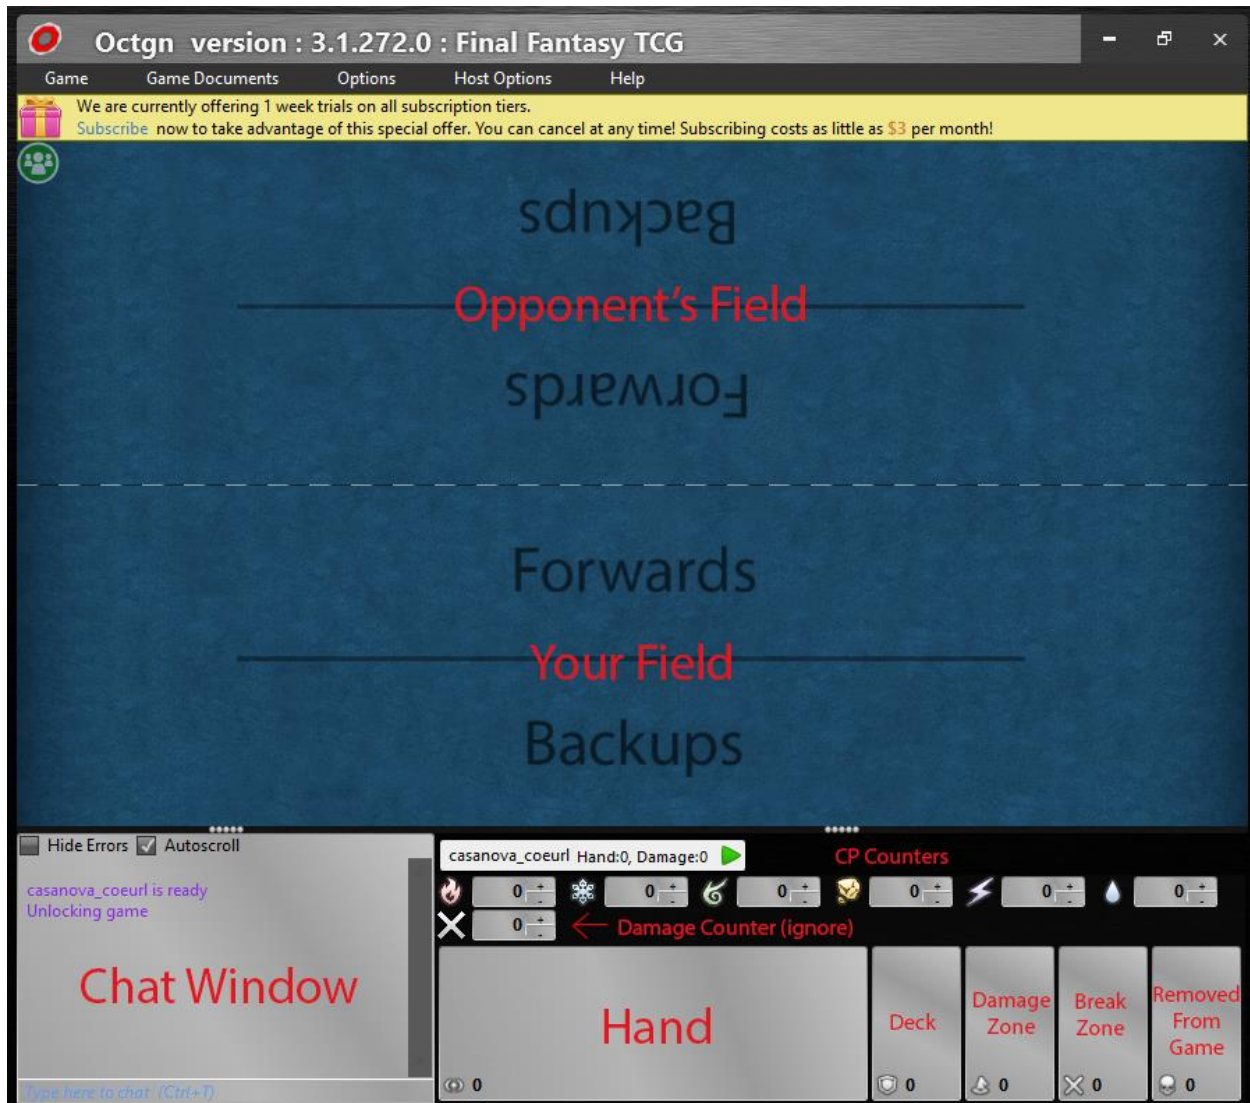 Octgn version : 3.1.272.0 : Final Fantasy TCG
Game Game Documents Options Host Options Help
We are currently offering 1 week trials on all subscription tiers.
Subscribe now to take advantage of this special offer. You can cancel at any time! Subscribing costs as little as $3 per month!
Backups
Opponent's Field
Forwards
Forwards
Your Field
Backups
Hide Errors Autoscroll
casanova_coeurl is ready
Unlocking game
Chat Window
Type here to chat (Ctrl+T)
casanova_coeurl Hand:0, Damage:0
CP Counters
0 + - 0 + - 0 + - 0 + - 0 + - 0 + -
0 + - Damage Counter (ignore)
Hand
0
Deck
0
Damage
Zone
0
Break
Zone
0
Removed
From
Game
0